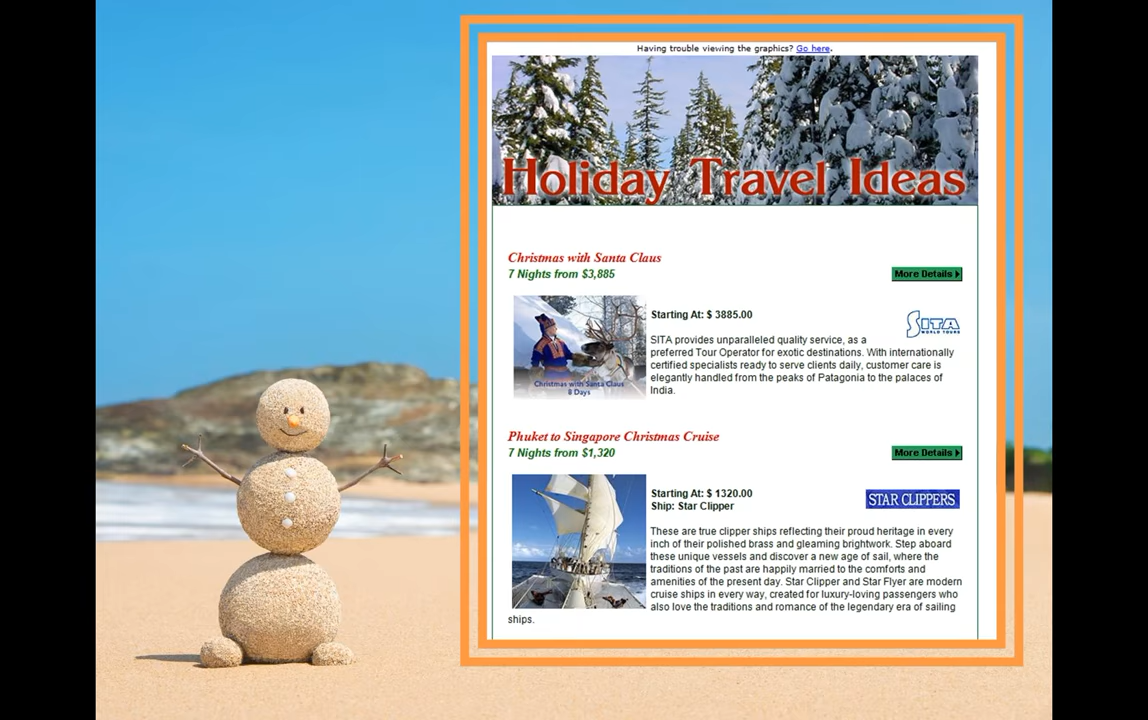 Having trouble viewing the graphics? Go here.
Holiday Travel Ideas
Christmas with Santa Claus
7 Nights from $3,885
More Details
Christmas with Santa Claus
8 Days
Starting At: $ 3885.00
SITA
WORLD TOURS
SITA provides unparalleled quality service, as a
preferred Tour Operator for exotic destinations. With internationally
certified specialists ready to serve clients daily, customer care is
elegantly handled from the peaks of Patagonia to the palaces of
India.
Phuket to Singapore Christmas Cruise
7 Nights from $1,320
More Details
Starting At: $ 1320.00
Ship: Star Clipper
STAR CLIPPERS
These are true clipper ships reflecting their proud heritage in every
inch of their polished brass and gleaming brightwork. Step aboard
these unique vessels and discover a new age of sail, where the
traditions of the past are happily married to the comforts and
amenities of the present day. Star Clipper and Star Flyer are modern
cruise ships in every way, created for luxury-loving passengers who
also love the traditions and romance of the legendary era of sailing
ships.